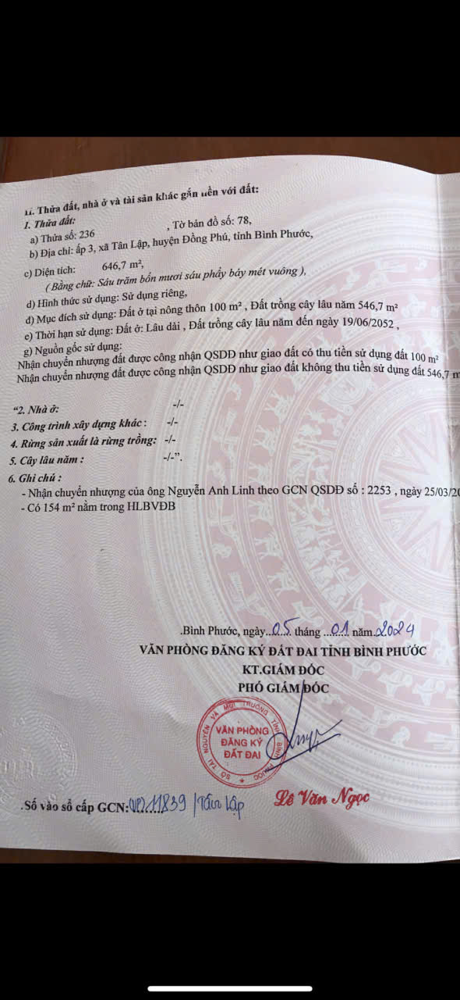 II. Thửa đất, nhà ở và tài sản khác gắn liền với đất:
1. Thửa đất:
a) Thửa số: 236 , Tờ bản đồ số: 78,
b) Địa chỉ: ấp 3, xã Tân Lập, huyện Đồng Phú, tỉnh Bình Phước,
c) Diện tích: 646,7 m²,
( Bằng chữ: Sáu trăm bốn mươi sáu phẩy bảy mét vuông ),
d) Hình thức sử dụng: Sử dụng riêng,
đ) Mục đích sử dụng: Đất ở tại nông thôn 100 m² , Đất trồng cây lâu năm 546,7 m²
e) Thời hạn sử dụng: Đất ở: Lâu dài , Đất trồng cây lâu năm đến ngày 19/06/2052 ,
g) Nguồn gốc sử dụng:
Nhận chuyển nhượng đất được công nhận QSDĐ như giao đất có thu tiền sử dụng đất 100 m²
Nhận chuyển nhượng đất được công nhận QSDĐ như giao đất không thu tiền sử dụng đất 546,7 m
“2. Nhà ở: -/-
3. Công trình xây dựng khác : -/-
4. Rừng sản xuất là rừng trồng: -/-
5. Cây lâu năm : -/-”.
6. Ghi chú :
- Nhận chuyển nhượng của ông Nguyễn Anh Linh theo GCN QSDĐ số : 2253 , ngày 25/03/20
- Có 154 m² nằm trong HLBVĐB
.Bình Phước, ngày..05.. tháng ..01.. năm.2024
VĂN PHÒNG ĐĂNG KÝ ĐẤT ĐAI TỈNH BÌNH PHƯỚC
KT.GIÁM ĐỐC
PHÓ GIÁM ĐỐC
SỞ TÀI NGUYÊN VÀ MÔI TRƯỜNG TỈNH BÌNH PHƯỚC
VĂN PHÒNG
ĐĂNG KÝ
ĐẤT ĐAI
Lê Văn Ngọc
.Số vào sổ cấp GCN: 11839 /Tân Lập